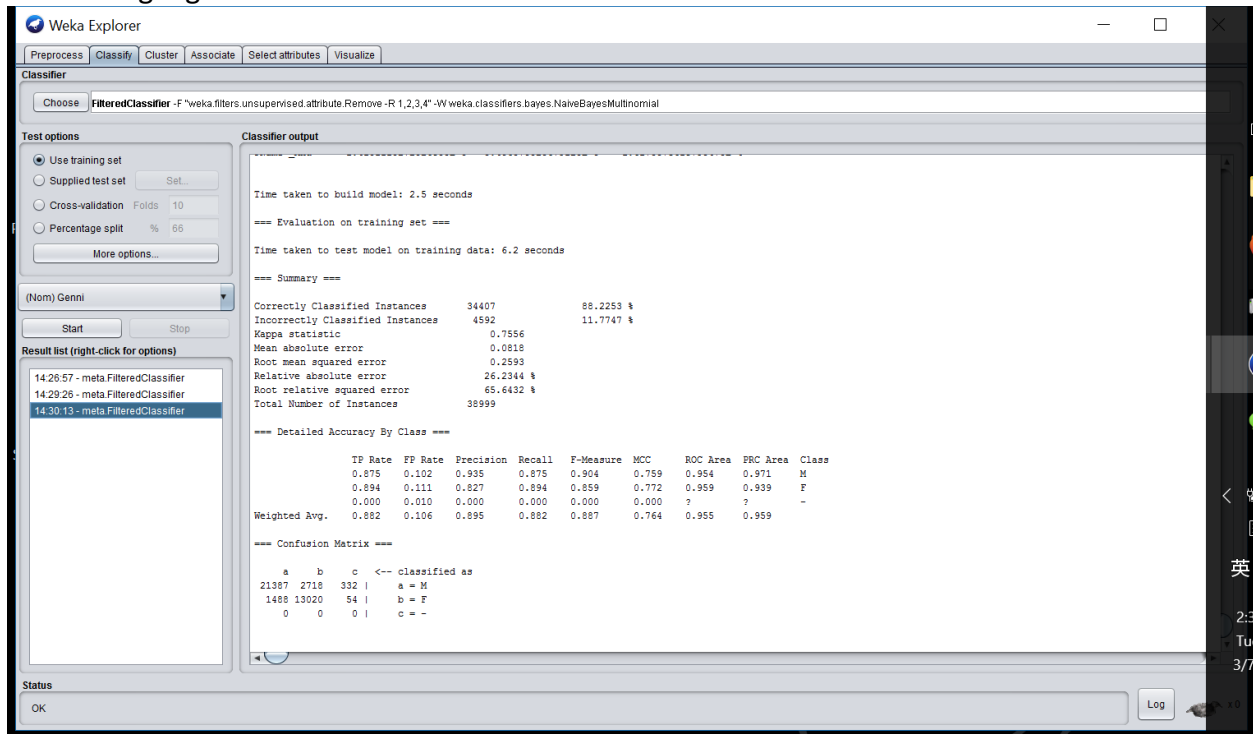 Weka Explorer
Preprocess Classify Cluster Associate Select attributes Visualize
Classifier
Choose FilteredClassifier -F "weka.filters.unsupervised.attribute.Remove -R 1,2,3,4" -W weka.classifiers.bayes.NaiveBayesMultinomial
Test options
Use training set
Supplied test set Set...
Cross-validation Folds 10
Percentage split % 66
More options...
(Nom) Genni
Start Stop
Result list (right-click for options)
14:26:57 - meta.FilteredClassifier
14:29:26 - meta.FilteredClassifier
14:30:13 - meta.FilteredClassifier
Classifier output
Time taken to build model: 2.5 seconds
=== Evaluation on training set ===
Time taken to test model on training data: 6.2 seconds
=== Summary ===
Correctly Classified Instances 34407 88.2253 %
Incorrectly Classified Instances 4592 11.7747 %
Kappa statistic 0.7556
Mean absolute error 0.0818
Root mean squared error 0.2593
Relative absolute error 26.2344 %
Root relative squared error 65.6432 %
Total Number of Instances 38999
=== Detailed Accuracy By Class ===
TP Rate FP Rate Precision Recall F-Measure MCC ROC Area PRC Area Class
0.875 0.102 0.935 0.875 0.904 0.759 0.954 0.971 M
0.894 0.111 0.827 0.894 0.859 0.772 0.959 0.939 F
0.000 0.010 0.000 0.000 0.000 0.000 ? ? -
Weighted Avg. 0.882 0.106 0.895 0.882 0.887 0.764 0.955 0.959
=== Confusion Matrix ===
a b c <-- classified as
21387 2718 332 | a = M
1488 13020 54 | b = F
0 0 0 | c = -
Status
OK
Log
x 0
英